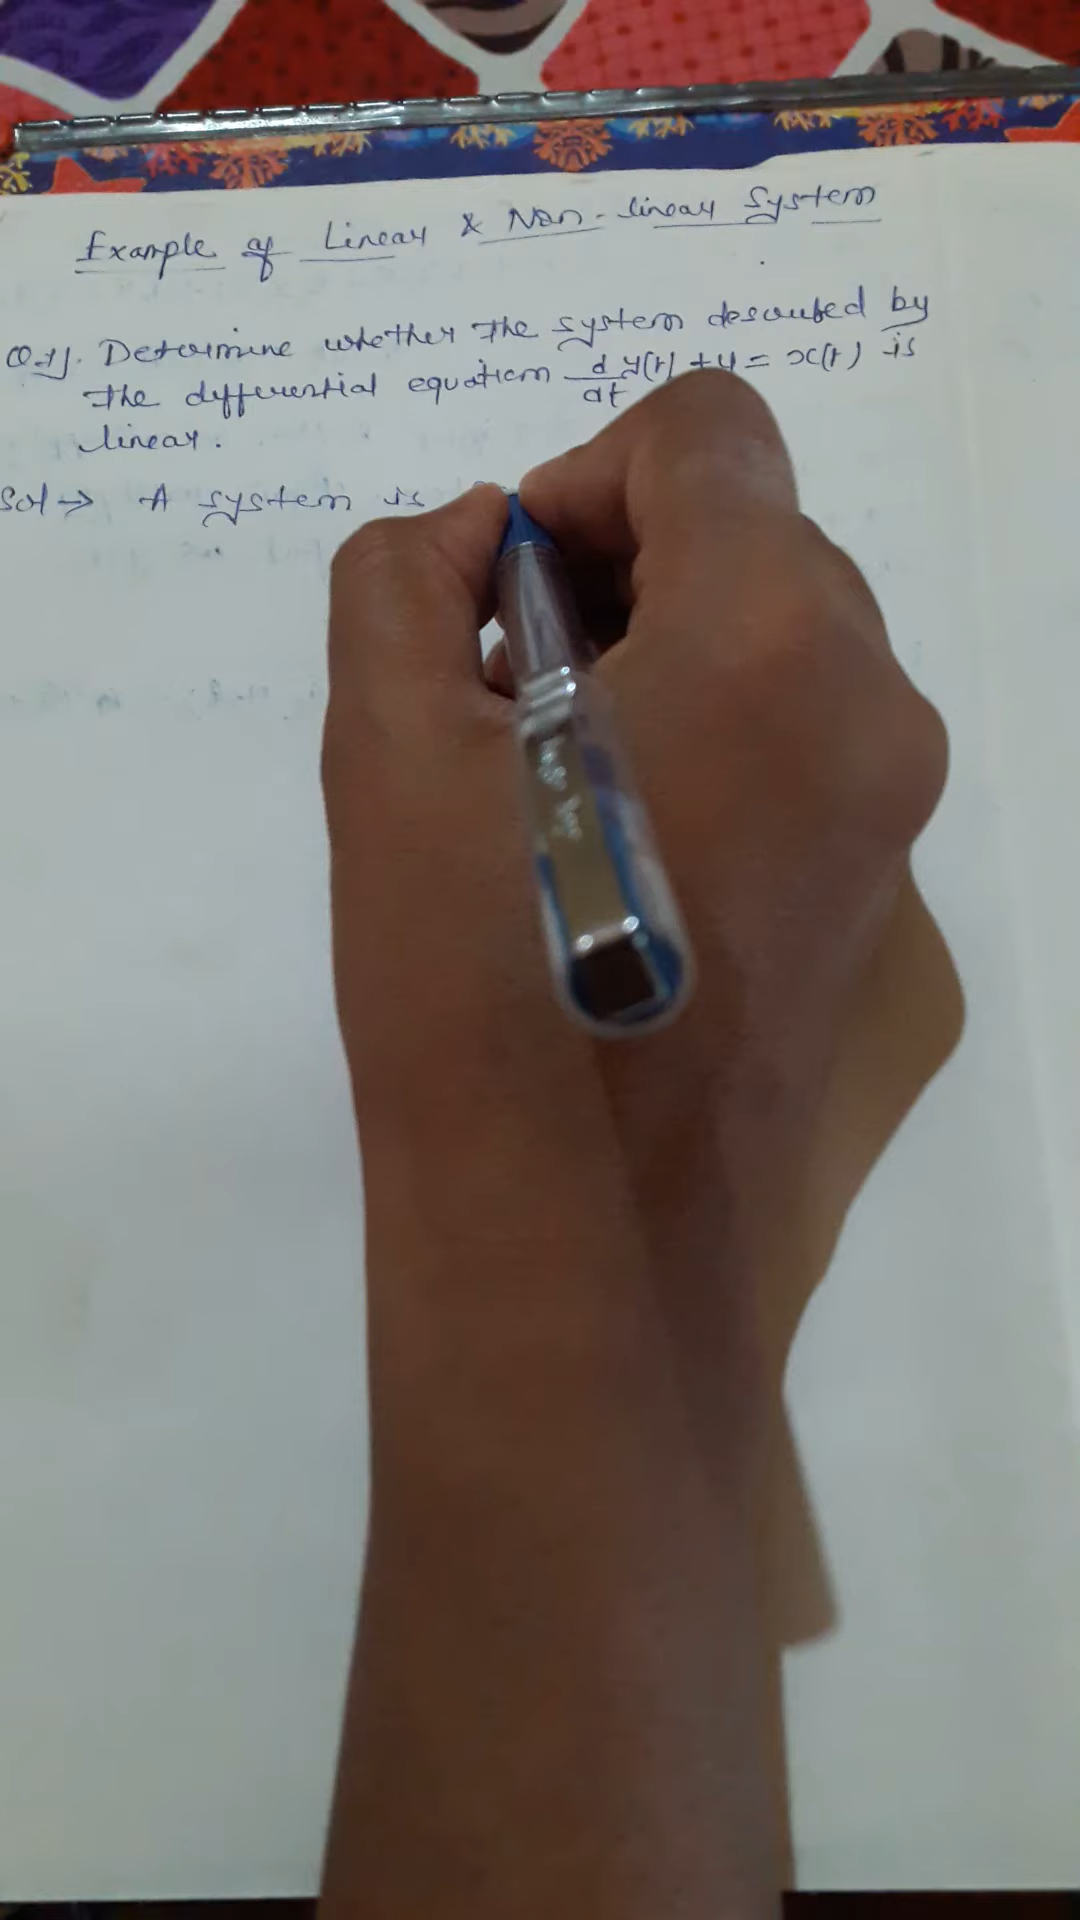 Example of Linear & Non-linear System
Q.1). Determine whether the system described by
the differential equation d/dt y(t) + y = x(t) is
linear.
Sol → A system is